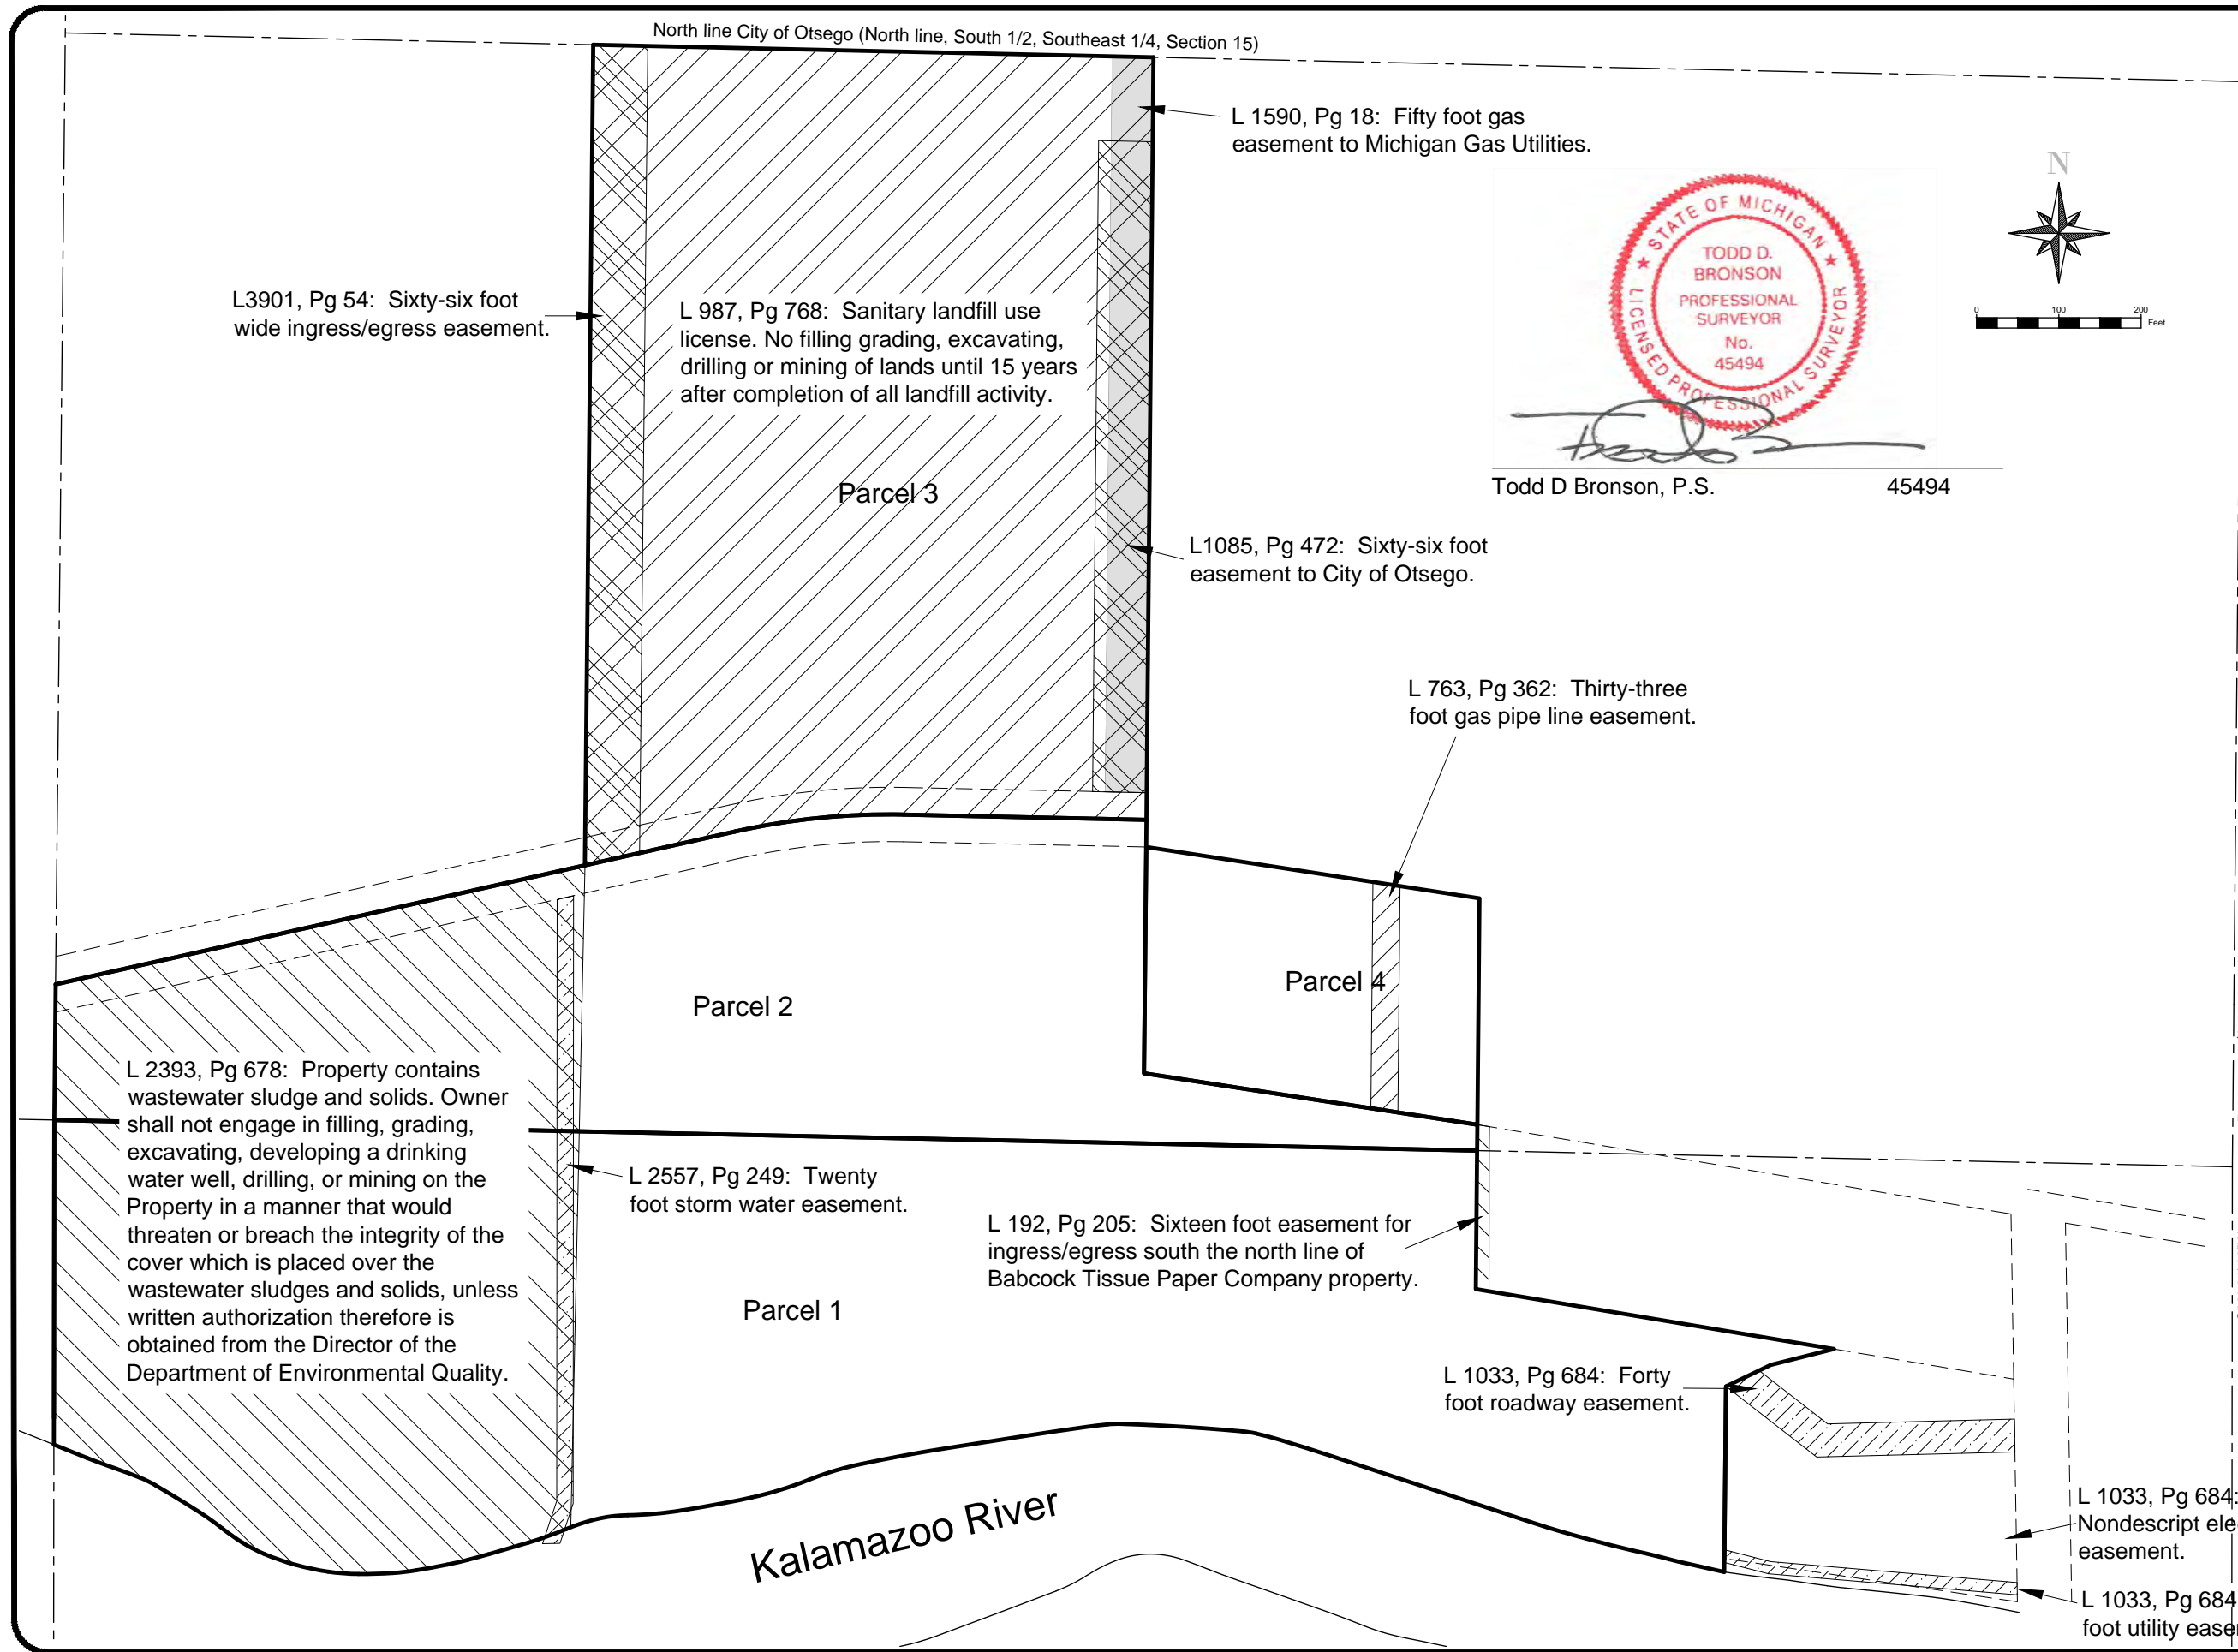 North line City of Otsego (North line, South 1/2, Southeast 1/4, Section 15)
L 1590, Pg 18: Fifty foot gas
easement to Michigan Gas Utilities.
N
0 100 200
Feet
STATE OF MICHIGAN
TODD D.
BRONSON
PROFESSIONAL
SURVEYOR
No.
45494
LICENSED PROFESSIONAL SURVEYOR
Todd D Bronson, P.S. 45494
L3901, Pg 54: Sixty-six foot
wide ingress/egress easement.
L 987, Pg 768: Sanitary landfill use
license. No filling grading, excavating,
drilling or mining of lands until 15 years
after completion of all landfill activity.
Parcel 3
L1085, Pg 472: Sixty-six foot
easement to City of Otsego.
L 763, Pg 362: Thirty-three
foot gas pipe line easement.
Parcel 4
Parcel 2
L 2393, Pg 678: Property contains
wastewater sludge and solids. Owner
shall not engage in filling, grading,
excavating, developing a drinking
water well, drilling, or mining on the
Property in a manner that would
threaten or breach the integrity of the
cover which is placed over the
wastewater sludges and solids, unless
written authorization therefore is
obtained from the Director of the
Department of Environmental Quality.
L 2557, Pg 249: Twenty
foot storm water easement.
L 192, Pg 205: Sixteen foot easement for
ingress/egress south the north line of
Babcock Tissue Paper Company property.
Parcel 1
L 1033, Pg 684: Forty
foot roadway easement.
Kalamazoo River
L 1033, Pg 684:
Nondescript ele
easement.
L 1033, Pg 684
foot utility ease